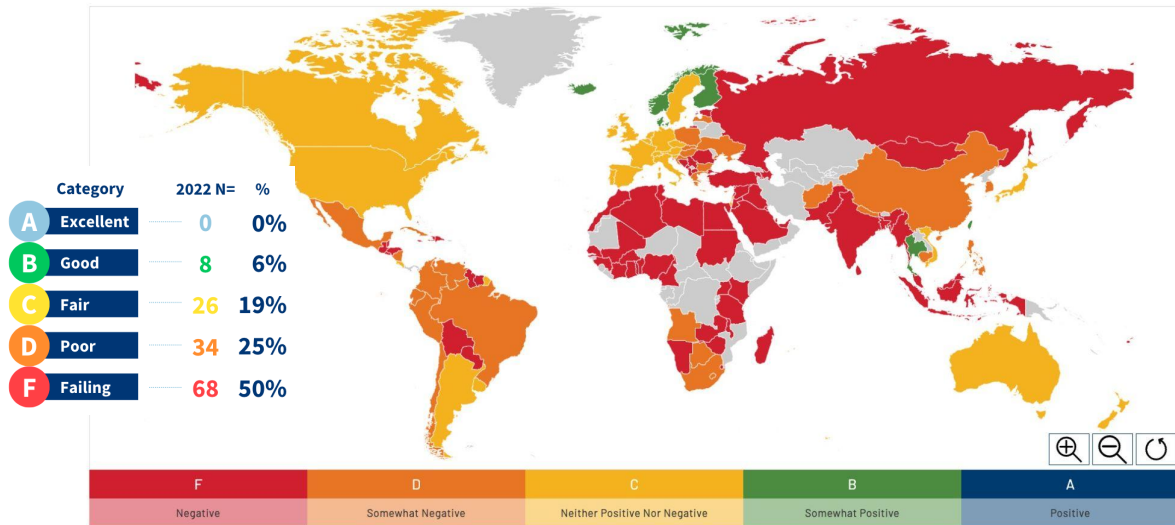 Category 2022 N= %
A Excellent 0 0%
B Good 8 6%
C Fair 26 19%
D Poor 34 25%
F Failing 68 50%
F D C B A
Negative Somewhat Negative Neither Positive Nor Negative Somewhat Positive Positive